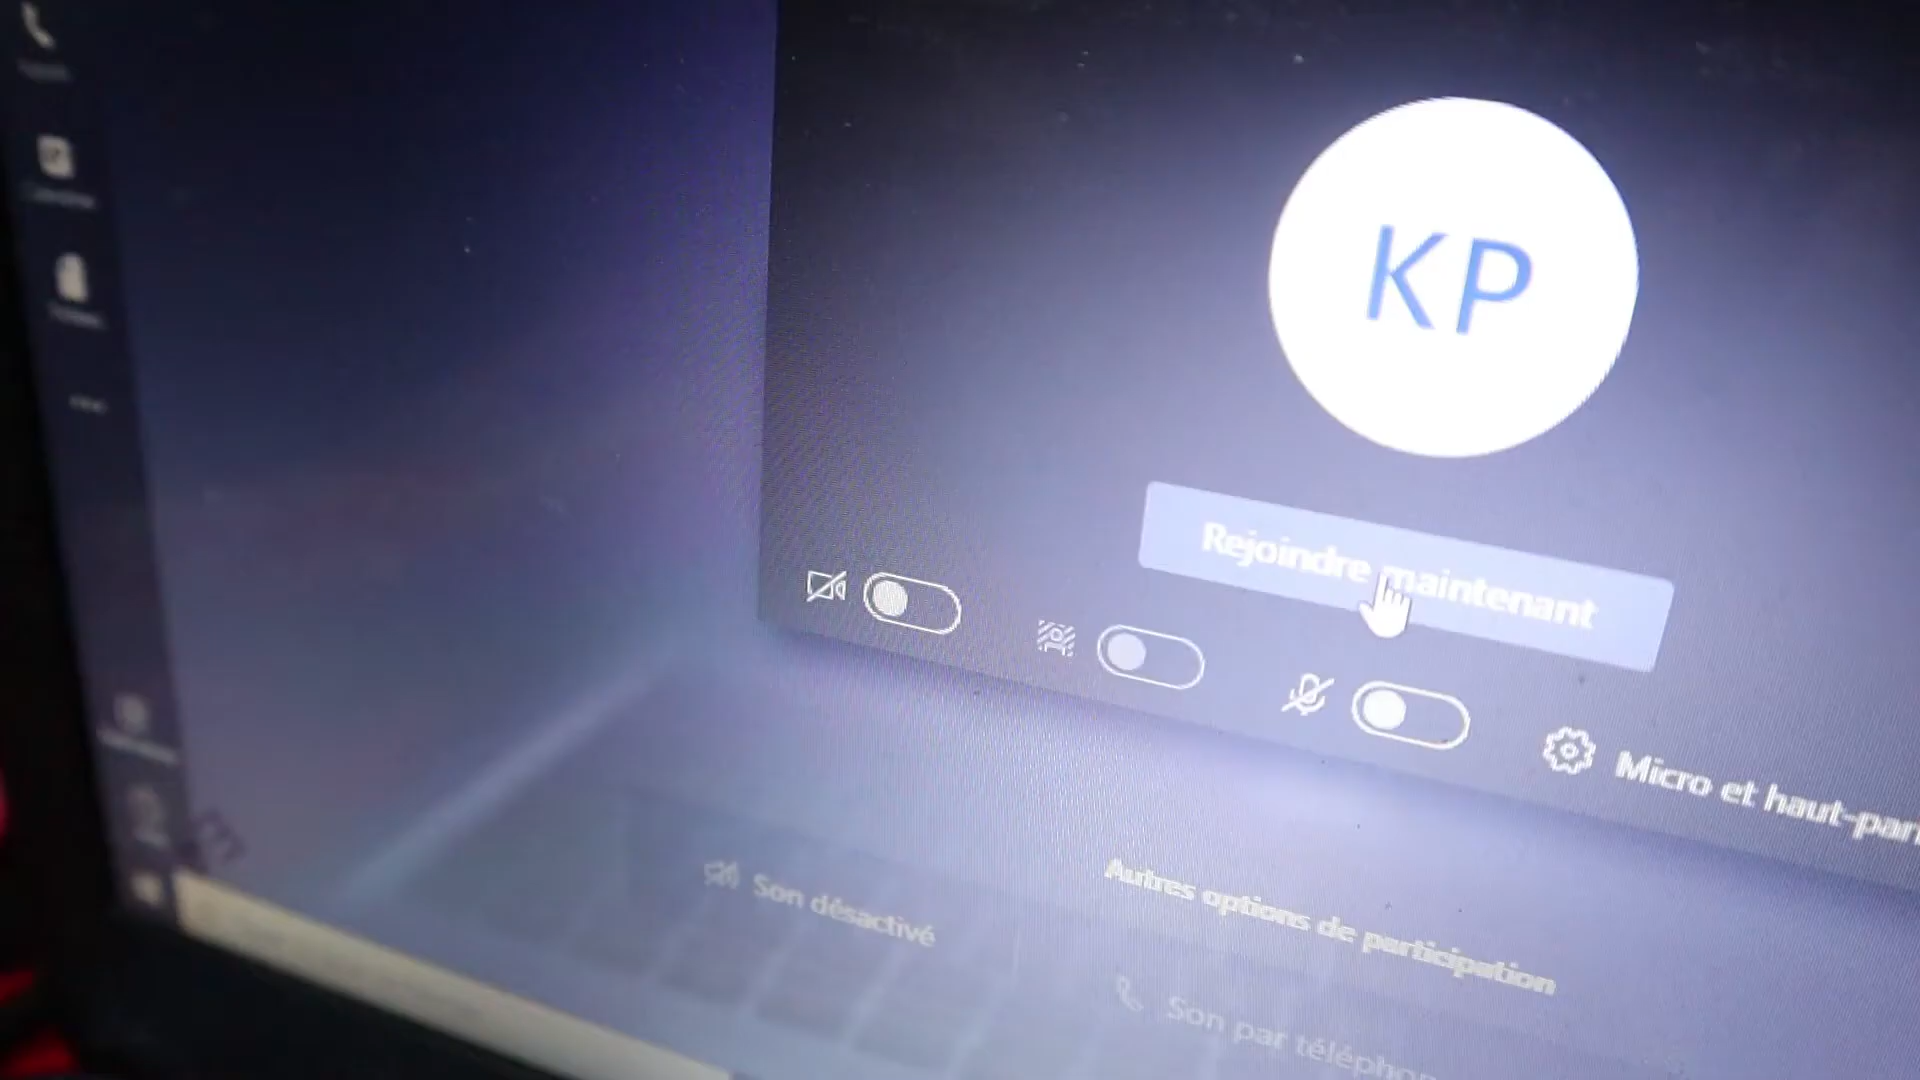 KP
Rejoindre maintenant
Micro et haut-par
Son désactivé
Autres options de participation
Son par télépho